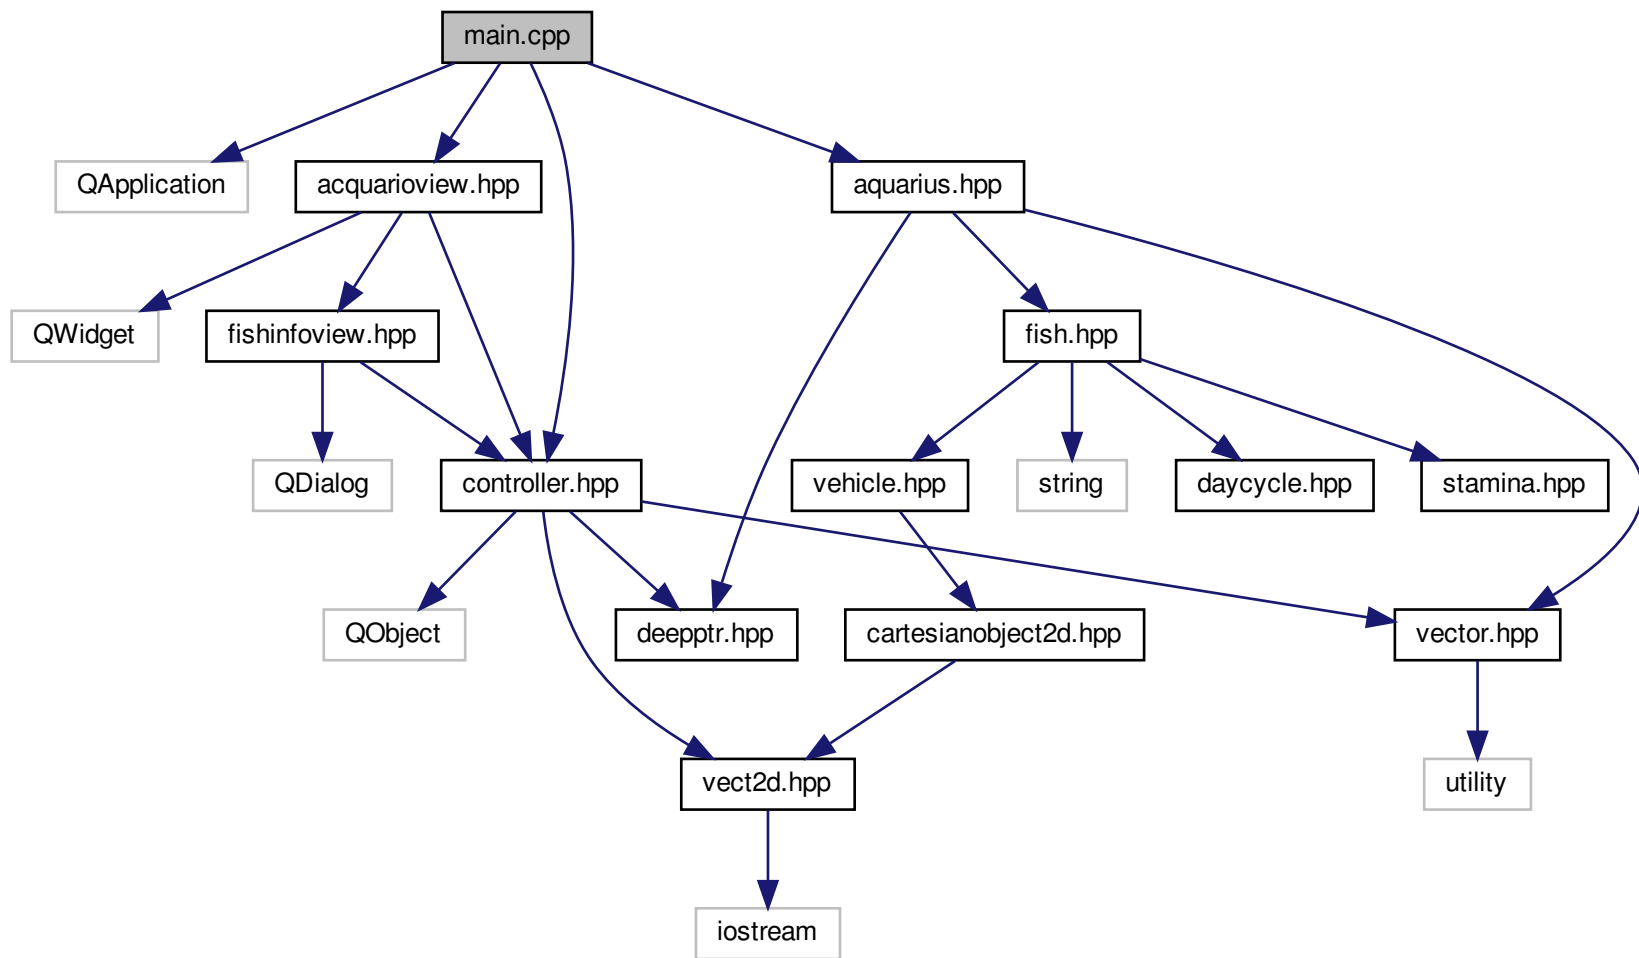 main.cpp
QApplication
acquarioview.hpp
aquarius.hpp
QWidget
fishinfoview.hpp
fish.hpp
QDialog
controller.hpp
vehicle.hpp
string
daycycle.hpp
stamina.hpp
QObject
deepptr.hpp
cartesianobject2d.hpp
vector.hpp
vect2d.hpp
utility
iostream